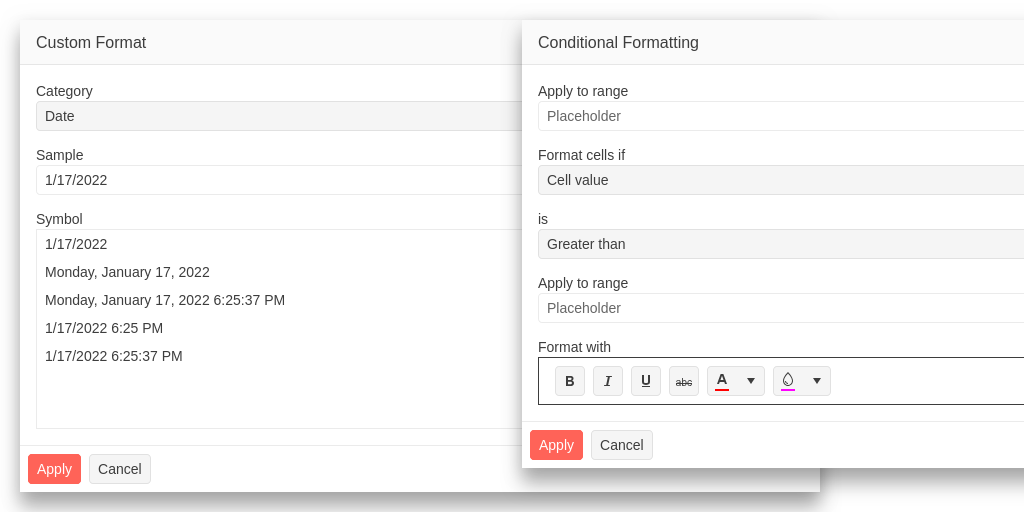 Custom Format
Category
Date
Sample
1/17/2022
Symbol
1/17/2022
Monday, January 17, 2022
Monday, January 17, 2022 6:25:37 PM
1/17/2022 6:25 PM
1/17/2022 6:25:37 PM
Apply Cancel
Conditional Formatting
Apply to range
Placeholder
Format cells if
Cell value
is
Greater than
Apply to range
Placeholder
Format with
B I U abc A
Apply Cancel